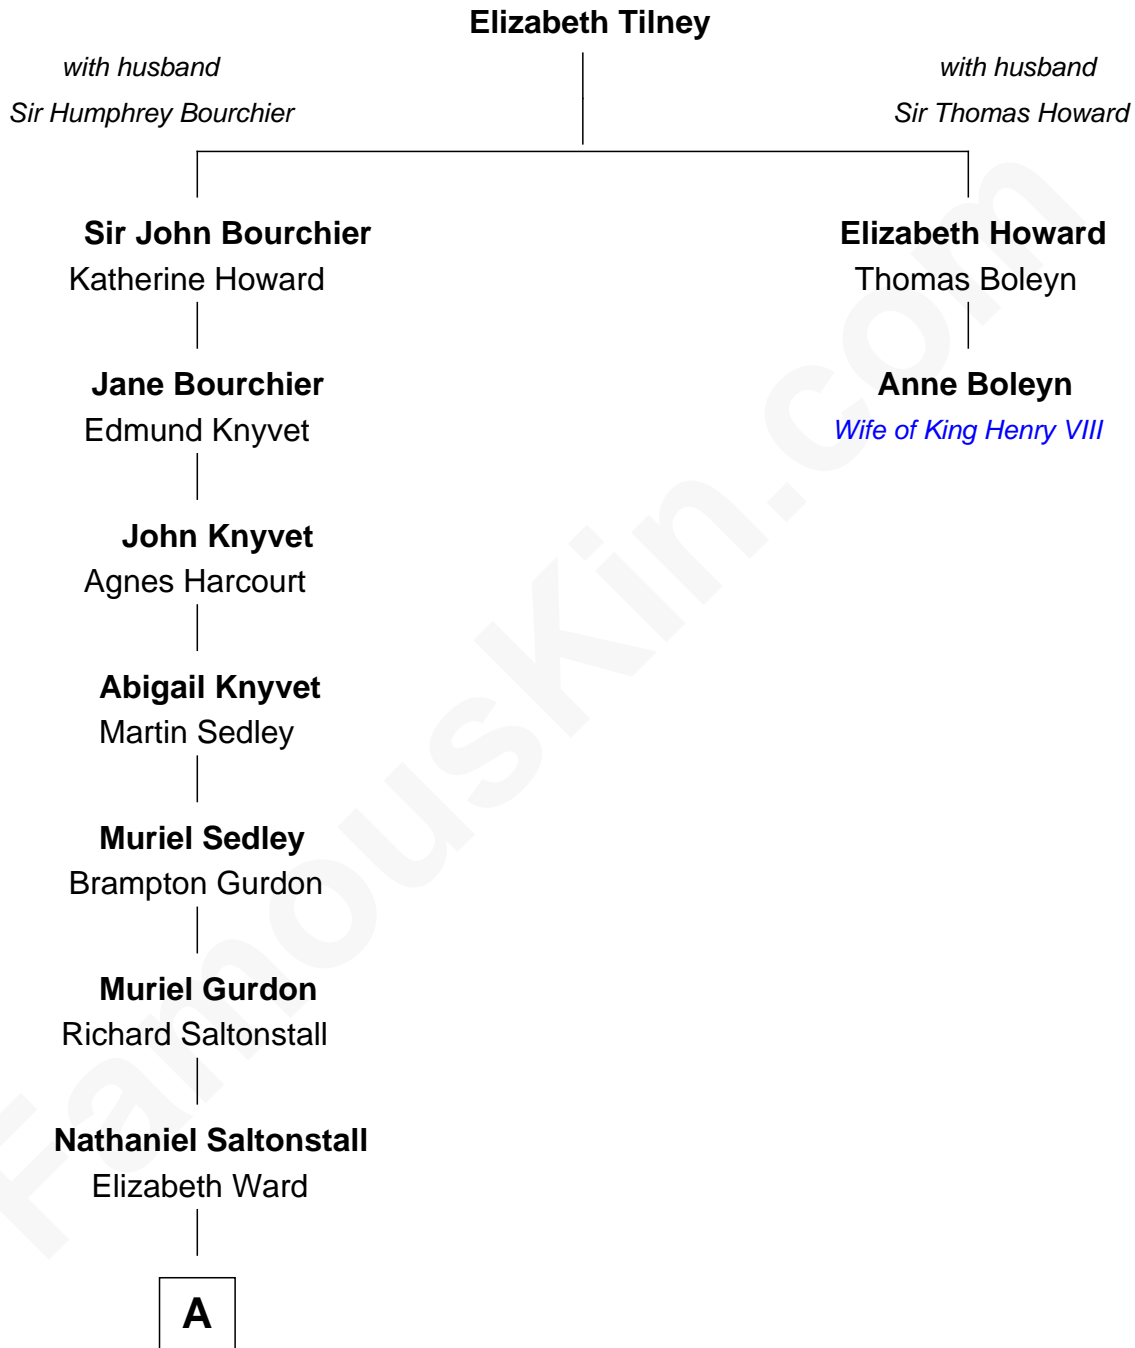 Elizabeth Tilney
with husband
Sir Humphrey Bourchier
with husband
Sir Thomas Howard
Sir John Bourchier
Katherine Howard
Elizabeth Howard
Thomas Boleyn
Jane Bourchier
Edmund Knyvet
Anne Boleyn
Wife of King Henry VIII
John Knyvet
Agnes Harcourt
Abigail Knyvet
Martin Sedley
Muriel Sedley
Brampton Gurdon
Muriel Gurdon
Richard Saltonstall
Nathaniel Saltonstall
Elizabeth Ward
A
FamousKin.com